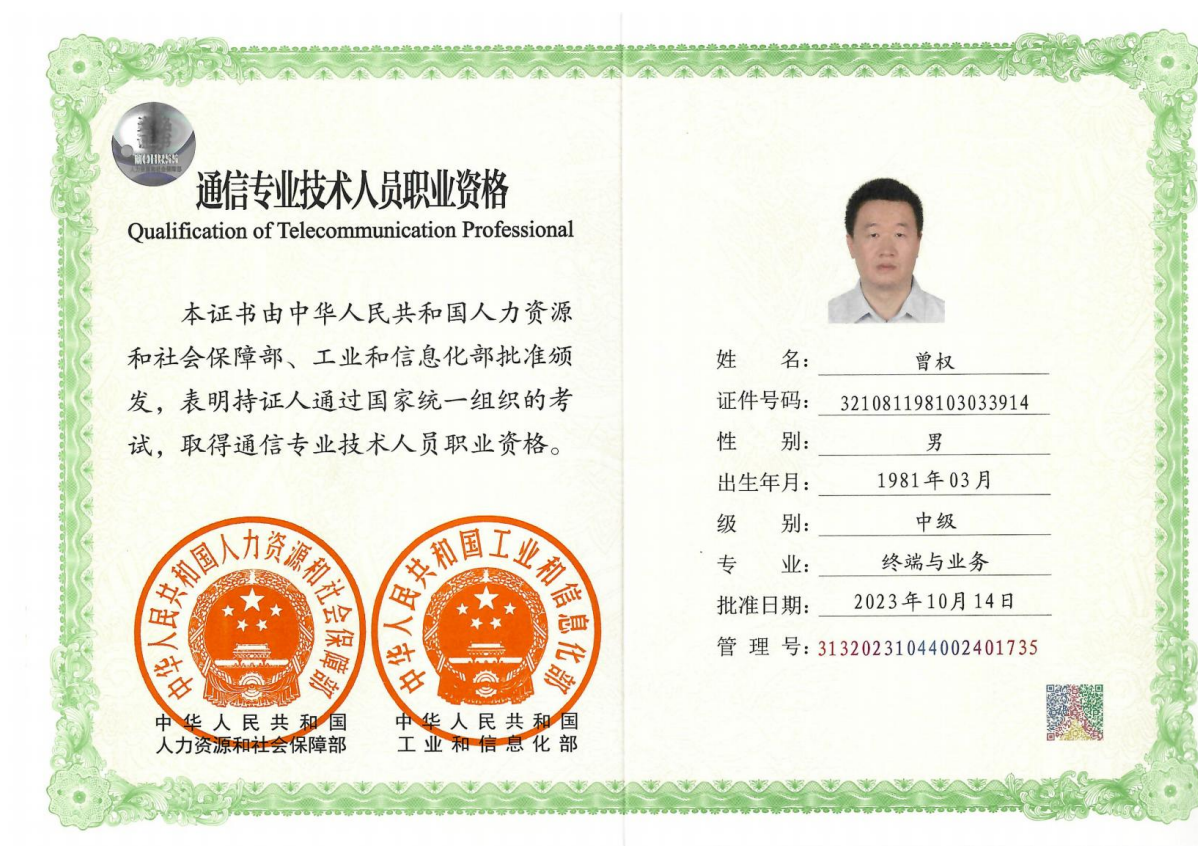 MOHRSS
通信专业技术人员职业资格
Qualification of Telecommunication Professional
本证书由中华人民共和国人力资源
和社会保障部、工业和信息化部批准颁
发，表明持证人通过国家统一组织的考
试，取得通信专业技术人员职业资格。
中华人民共和国人力资源和社会保障部
中华人民共和国工业和信息化部
中华人民共和国
人力资源和社会保障部
中华人民共和国
工业和信息化部
姓 名：曾权
证件号码：321081198103033914
性 别：男
出生年月：1981年03月
级 别：中级
专 业：终端与业务
批准日期：2023年10月14日
管 理 号：31320231044002401735